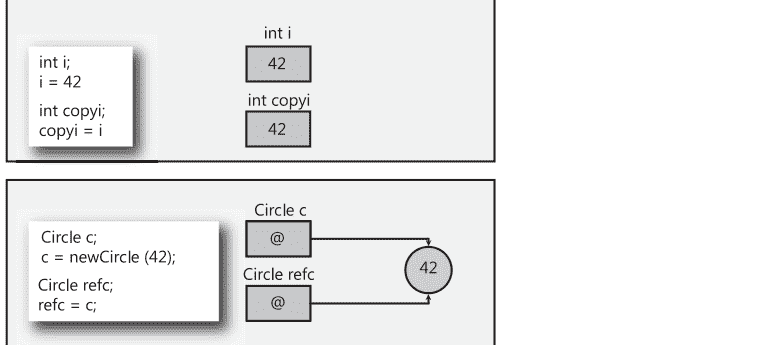 int i;
i = 42
int copyi;
copyi = i
int i
42
int copyi
42
Circle c;
c = newCircle (42);
Circle refc;
refc = c;
Circle c
@
Circle refc
@
42